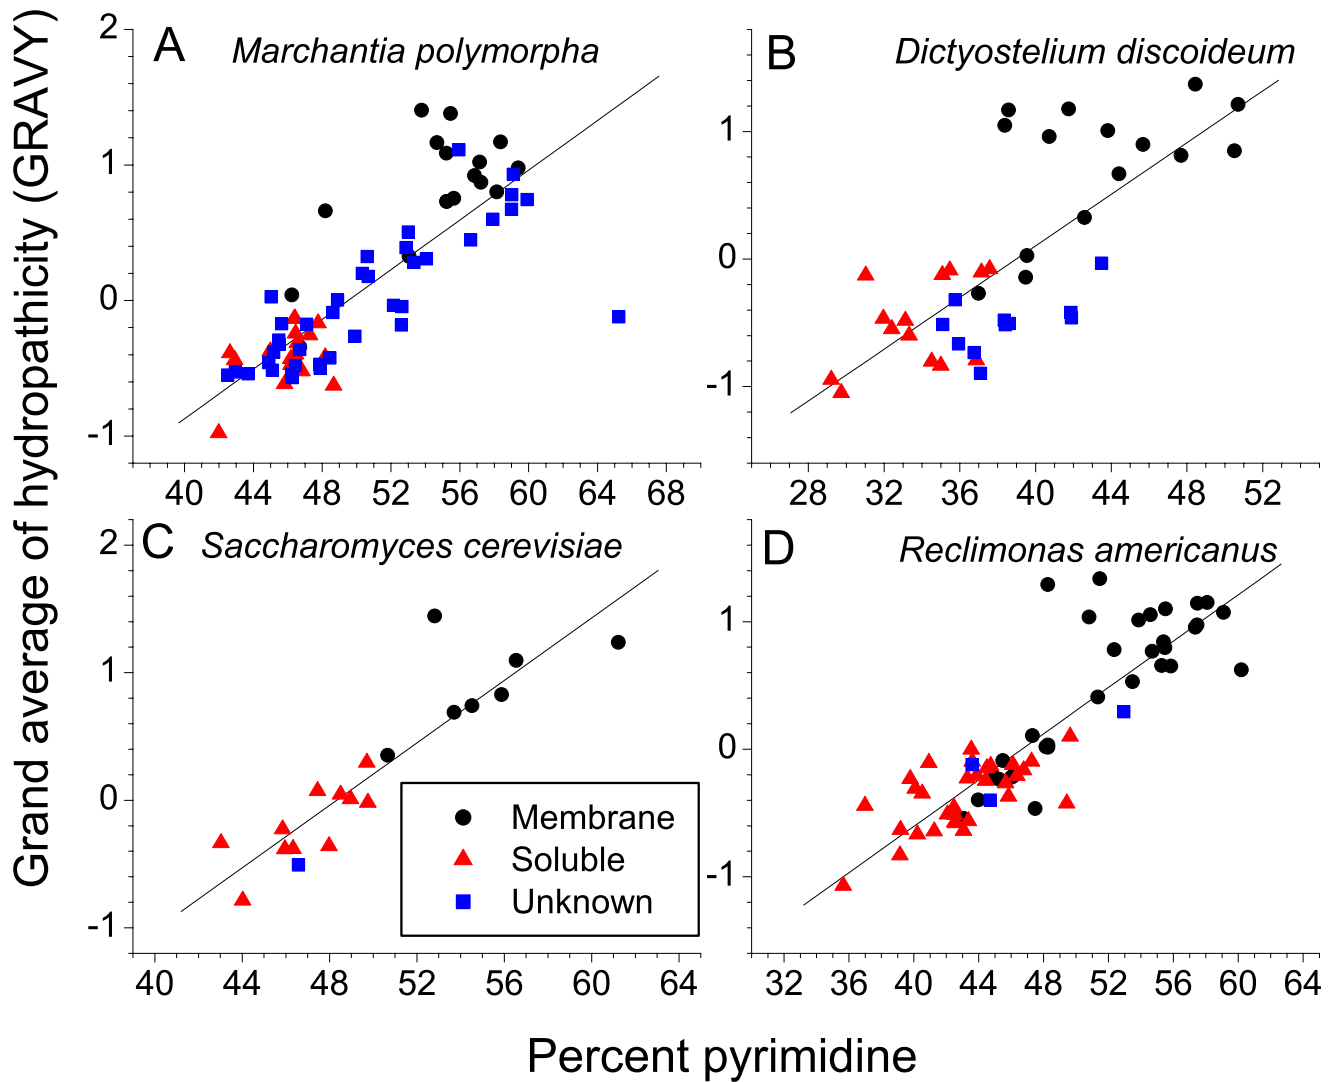 Grand average of hydropathicity (GRAVY)
A Marchantia polymorpha
2
1
0
-1
40 44 48 52 56 60 64 68
B Dictyostelium discoideum
1
0
-1
28 32 36 40 44 48 52
C Saccharomyces cerevisiae
2
1
0
-1
Membrane
Soluble
Unknown
40 44 48 52 56 60 64
D Reclimonas americanus
1
0
-1
32 36 40 44 48 52 56 60 64
Percent pyrimidine